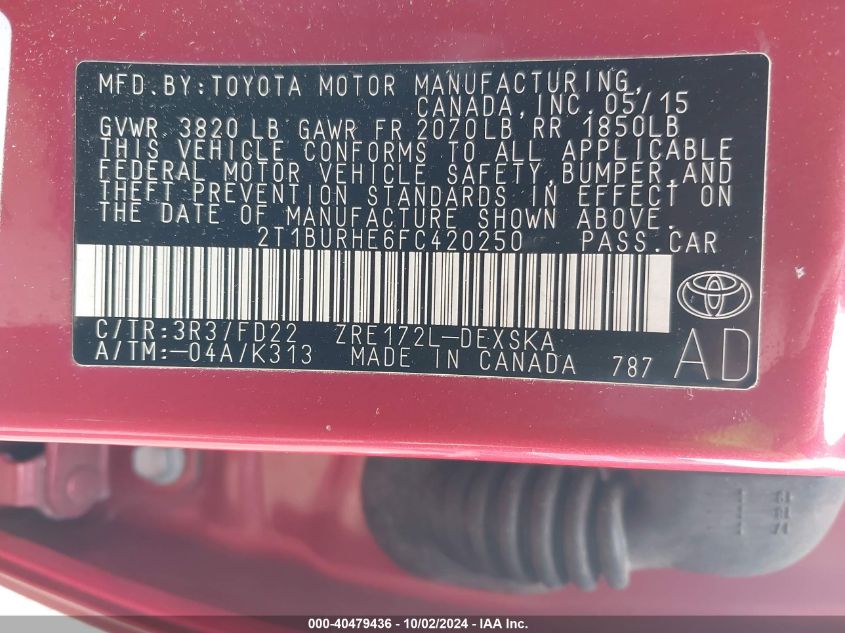 MFD.BY:TOYOTA MOTOR MANUFACTURING,
CANADA,INC.05/15
GVWR 3820 LB GAWR FR 2070LB RR 1850LB
THIS VEHICLE CONFORMS TO ALL APPLICABLE
FEDERAL MOTOR VEHICLE SAFETY,BUMPER,AND
THEFT PREVENTION STANDARDS IN EFFECT ON
THE DATE OF MANUFACTURE SHOWN ABOVE.
2T1BURHE6FC420250 PASS.CAR
C/TR:3R3/FD22 ZRE172L-DEXSKA
A/TM:-04A/K313 MADE IN CANADA 787 AD
000-40479436 - 10/02/2024 - IAA Inc.